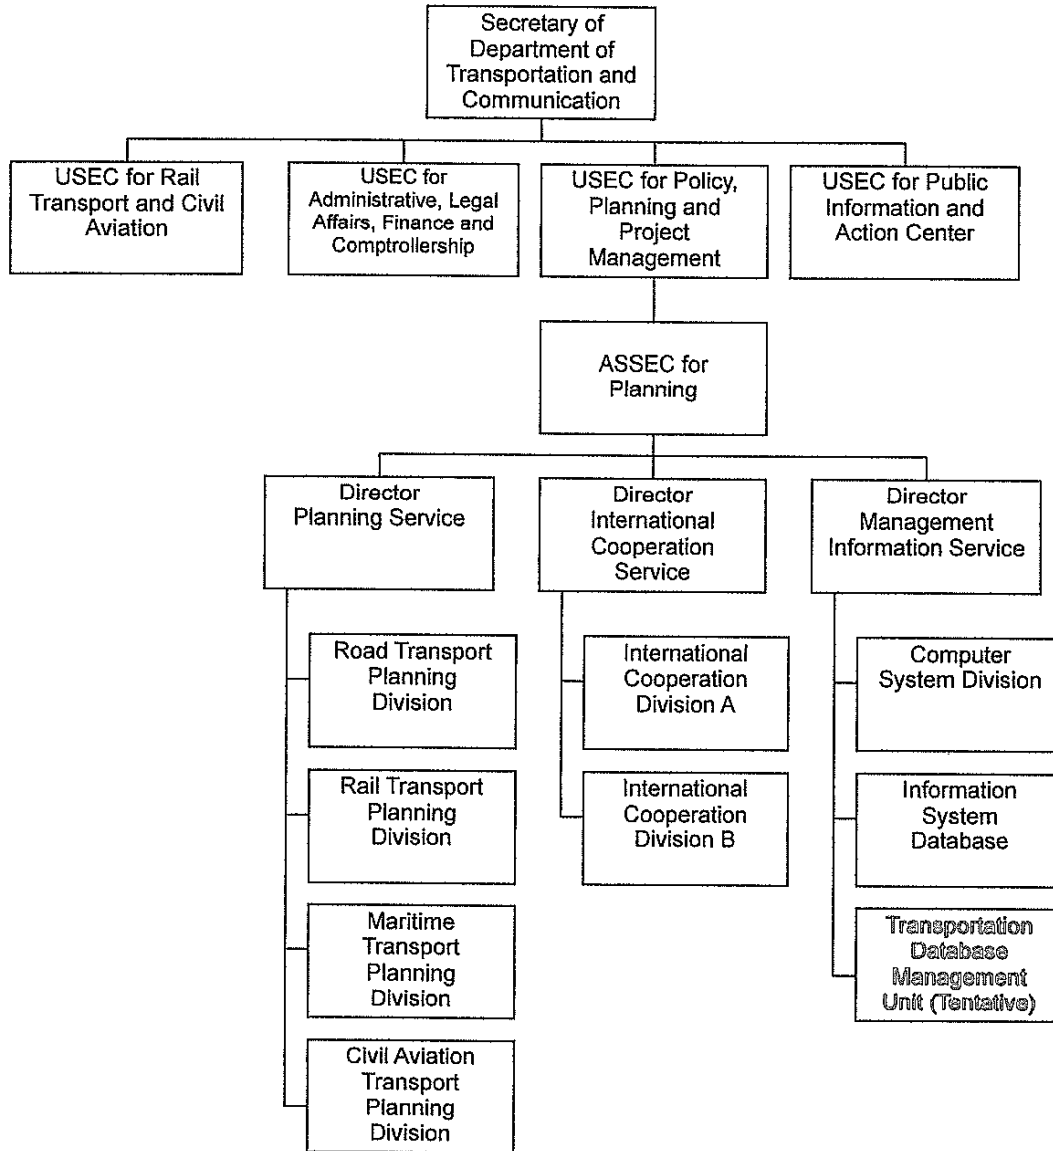 Secretary of
Department of
Transportation and
Communication
USEC for Rail
Transport and Civil
Aviation
USEC for
Administrative, Legal
Affairs, Finance and
Comptrollership
USEC for Policy,
Planning and
Project
Management
USEC for Public
Information and
Action Center
ASSEC for
Planning
Director
Planning Service
Director
International
Cooperation
Service
Director
Management
Information Service
Road Transport
Planning
Division
Rail Transport
Planning
Division
Maritime
Transport
Planning
Division
Civil Aviation
Transport
Planning
Division
International
Cooperation
Division A
International
Cooperation
Division B
Computer
System Division
Information
System
Database
Transportation
Database
Management
Unit (Tentative)